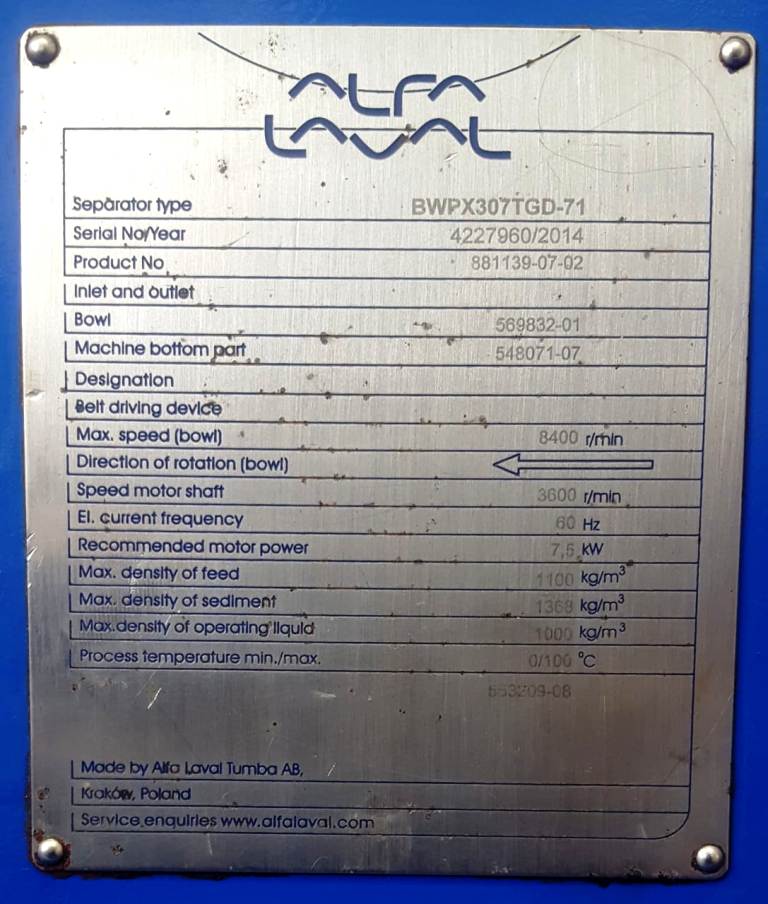 ALFA
LAVAL
Separator type BWPX307TGD-71
Serial No/Year 4227960/2014
Product No 881139-07-02
Inlet and outlet
Bowl 569832-01
Machine bottom part 548071-07
Designation
Belt driving device
Max. speed (bowl) 8400 r/min
Direction of rotation (bowl)
Speed motor shaft 3600 r/min
El. current frequency 60 Hz
Recommended motor power 7,5 kW
Max. density of feed 1100 kg/m³
Max. density of sediment 1368 kg/m³
Max.density of operating liquid 1000 kg/m³
Process temperature min./max. 0/100 °C
553209-08
Made by Alfa Laval Tumba AB,
Kraków, Poland
Service enquiries www.alfalaval.com